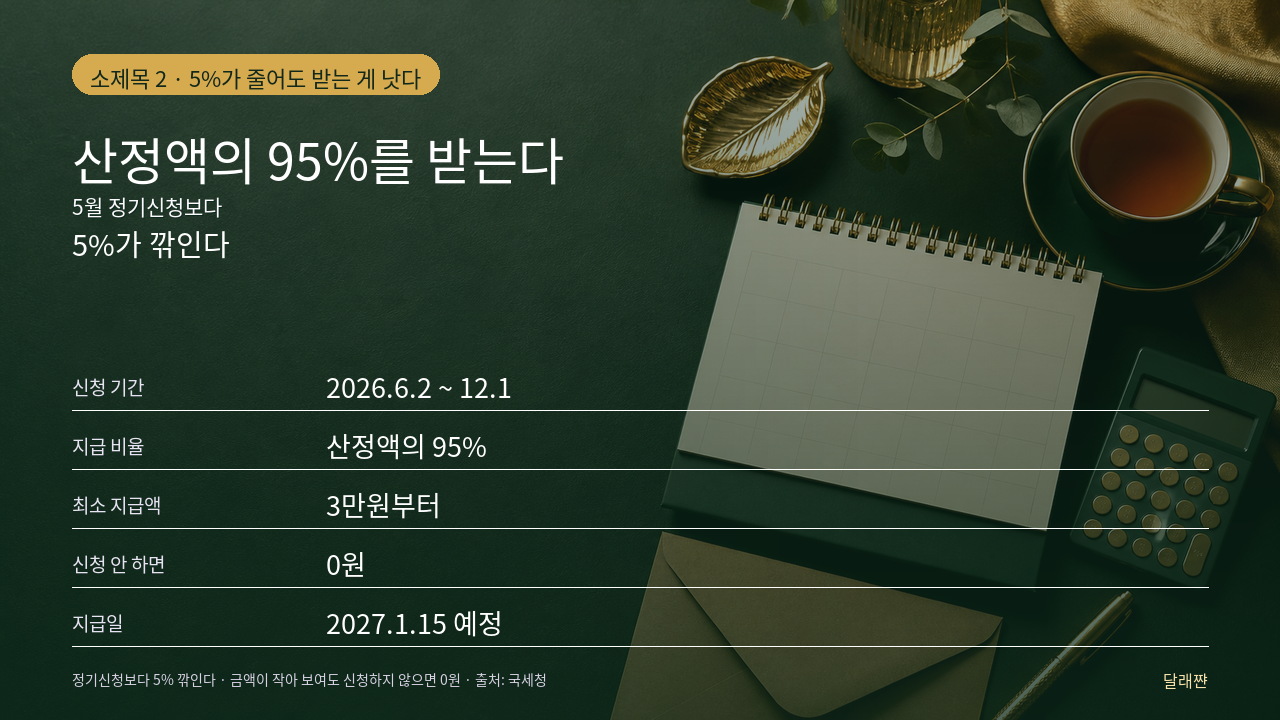 소제목 2 · 5%가 줄어도 받는 게 낫다
산정액의 95%를 받는다
5월 정기신청보다
5%가 깎인다
신청 기간 2026.6.2 ~ 12.1
지급 비율 산정액의 95%
최소 지급액 3만원부터
신청 안 하면 0원
지급일 2027.1.15 예정
정기신청보다 5% 깎인다 · 금액이 작아 보여도 신청하지 않으면 0원 · 출처: 국세청
달래쨘